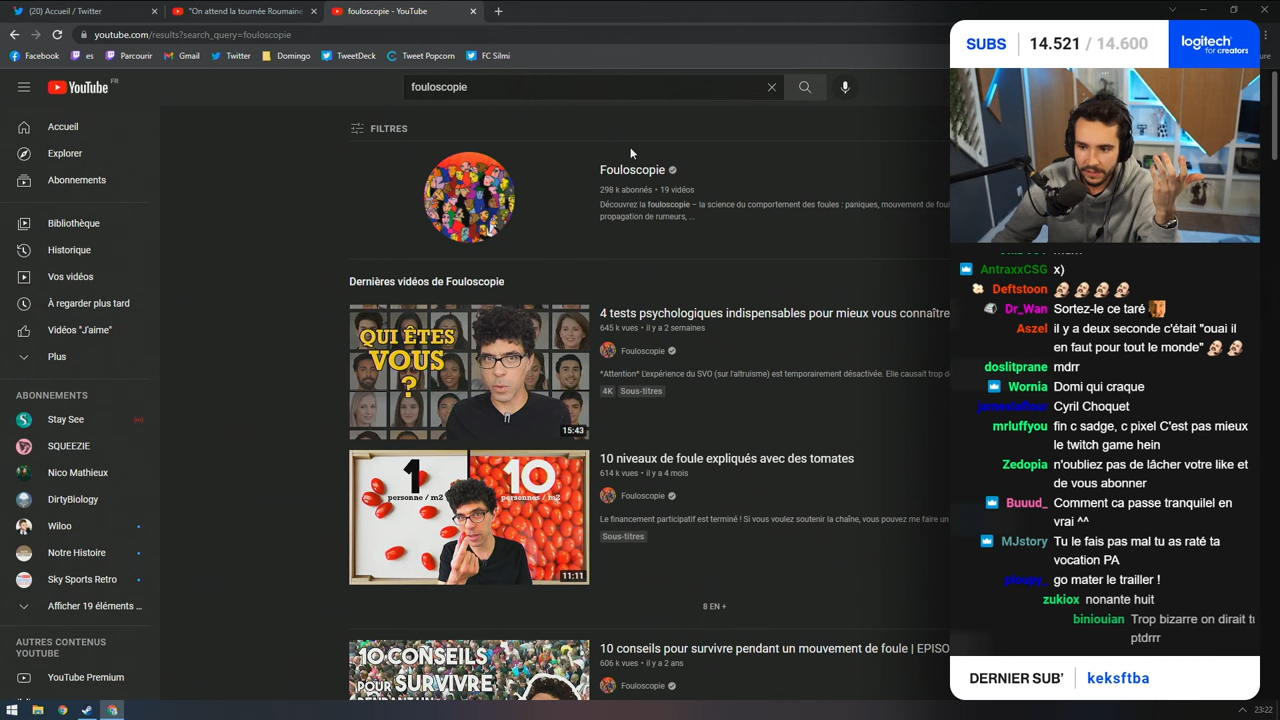 (20) Accueil / Twitter
"On attend la tournée Roumaine
fouloscopie - YouTube
youtube.com/results?search_query=fouloscopie
Facebook
es
Parcourir
Gmail
Twitter
Domingo
TweetDeck
Tweet Popcorn
FC Silmi
YouTube FR
fouloscopie
Accueil
Explorer
Abonnements
Bibliothèque
Historique
Vos vidéos
À regarder plus tard
Vidéos "J'aime"
Plus
ABONNEMENTS
Stay See
SQUEEZIE
Nico Mathieux
DirtyBiology
Wiloo
Notre Histoire
Sky Sports Retro
Afficher 19 éléments ...
AUTRES CONTENUS
YOUTUBE
YouTube Premium
FILTRES
Fouloscopie
298 k abonnés • 19 vidéos
Découvrez la fouloscopie – la science du comportement des foules : paniques, mouvement de
propagation de rumeurs, ...
Dernières vidéos de Fouloscopie
QUI ÊTES
VOUS
?
15:43
4 tests psychologiques indispensables pour mieux vous connaître
645 k vues • il y a 2 semaines
Fouloscopie
*Attention* L'expérience du SVO (sur l'altruisme) est temporairement désactivée. Elle causait trop
4K
Sous-titres
1
personne / m2
10
personnes / m2
11:11
10 niveaux de foule expliqués avec des tomates
614 k vues • il y a 4 mois
Fouloscopie
Le financement participatif est terminé ! Si vous voulez soutenir la chaîne, vous pouvez me faire un
Sous-titres
8 EN +
10 CONSEILS
POUR SURVIVRE
10 conseils pour survivre pendant un mouvement de foule | EPISO
606 k vues • il y a 2 ans
Fouloscopie
SUBS
14.521 / 14.600
logitech
for creators
AntraxxCSG x)
Deftstoon
Dr_Wan Sortez-le ce taré
Aszel il y a deux seconde c'était "ouai il
en faut pour tout le monde"
doslitprane mdrr
Wornia Domi qui craque
Cyril Choquet
mrluffyou fin c sadge, c pixel C'est pas mieux
le twitch game hein
Zedopia n'oubliez pas de lâcher votre like et
de vous abonner
Buuud_ Comment ca passe tranquilel en
vrai ^^
MJstory Tu le fais pas mal tu as raté ta
vocation PA
go mater le trailler !
zukiox nonante huit
biniouian Trop bizarre on dirait
ptdrrr
DERNIER SUB'
keksftba
23:22